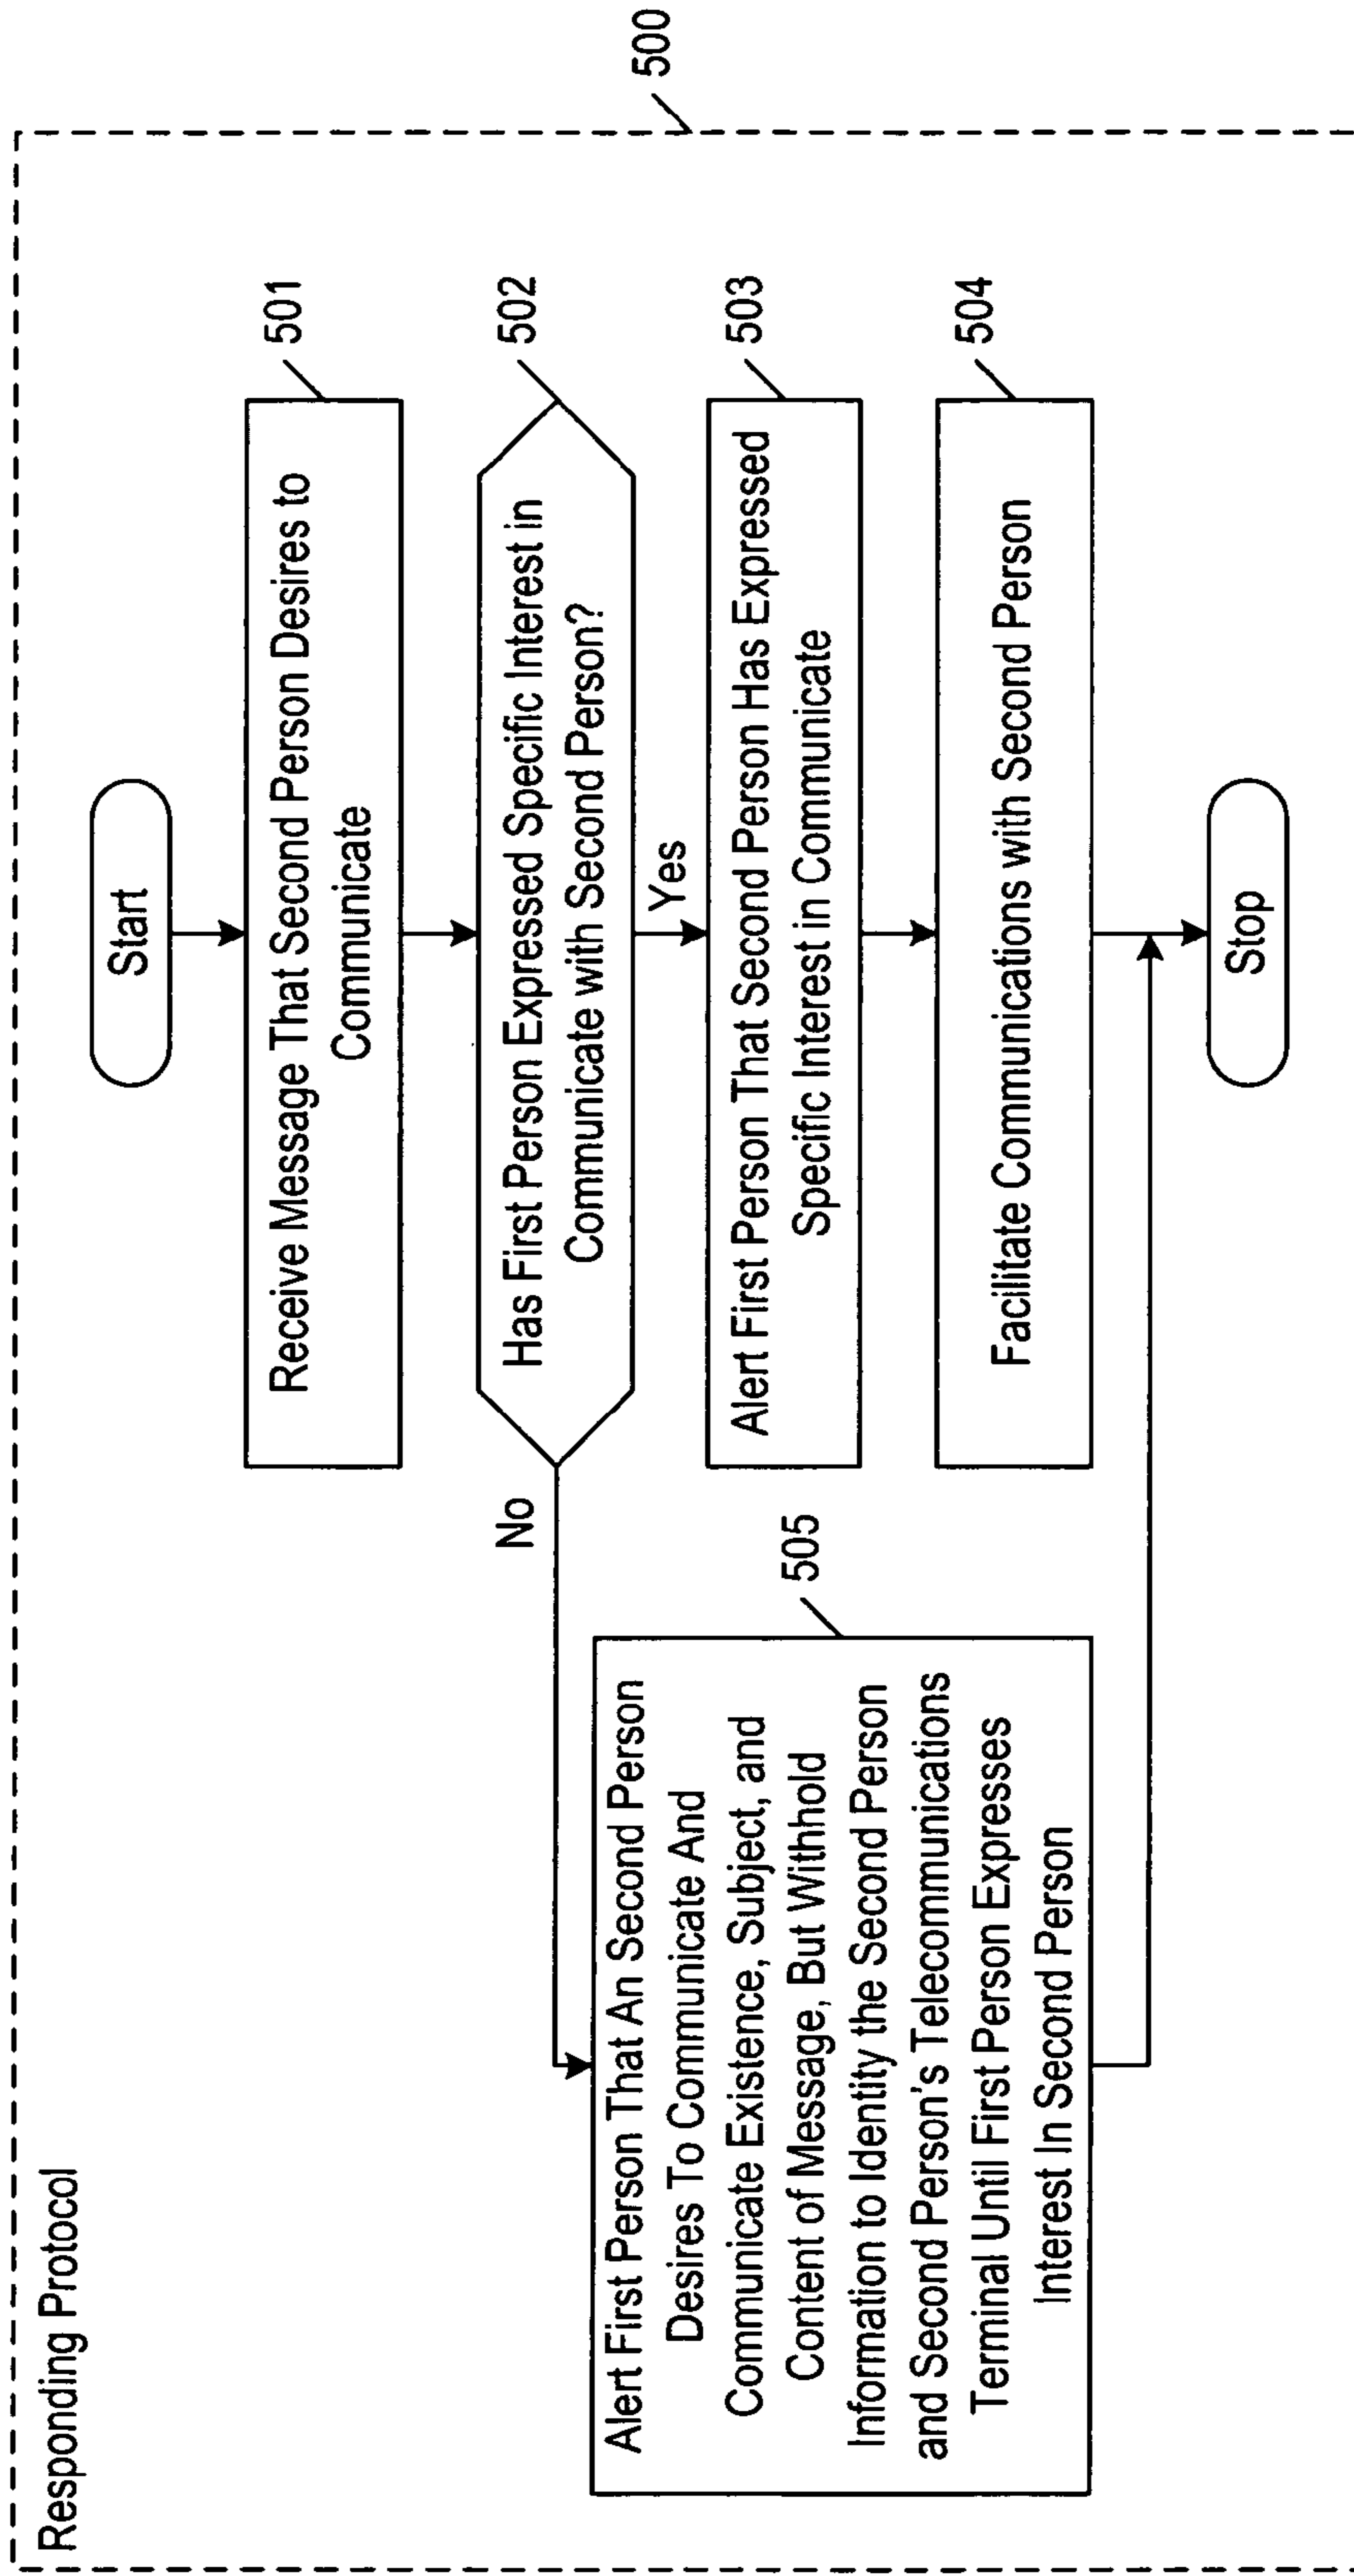 Responding Protocol
500
Start
Receive Message That Second Person Desires to
Communicate
501
Has First Person Expressed Specific Interest in
Communicate with Second Person?
502
No
Yes
Alert First Person That Second Person Has Expressed
Specific Interest in Communicate
503
Facilitate Communications with Second Person
504
Alert First Person That An Second Person
Desires To Communicate And
Communicate Existence, Subject, and
Content of Message, But Withhold
Information to Identity the Second Person
and Second Person's Telecommunications
Terminal Until First Person Expresses
Interest In Second Person
505
Stop